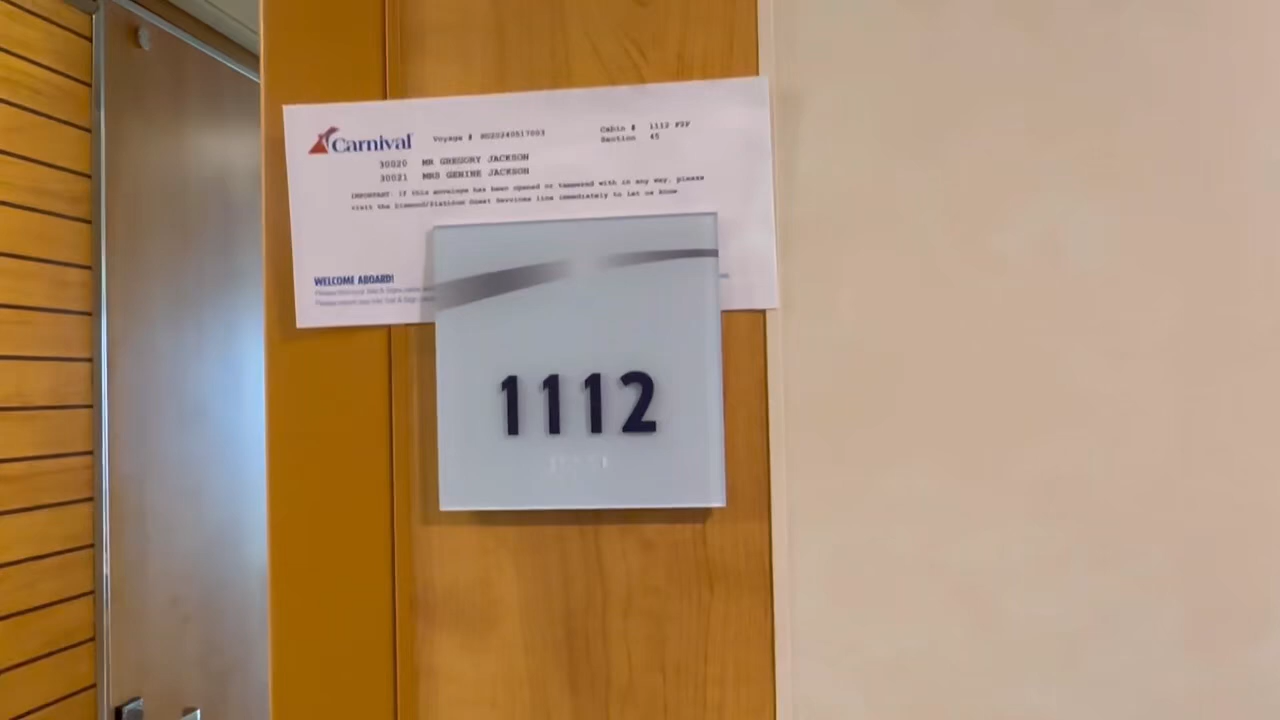 Carnival
Voyage # HS20240517003
Cabin # 1112 FSF
Section 45
30020 MR GREGORY JACKSON
30021 MRS GENINE JACKSON
IMPORTANT: If this envelope has been opened or tampered with in any way, please
visit the Diamond/Platinum Guest Services line immediately to let us know
WELCOME ABOARD!
1112